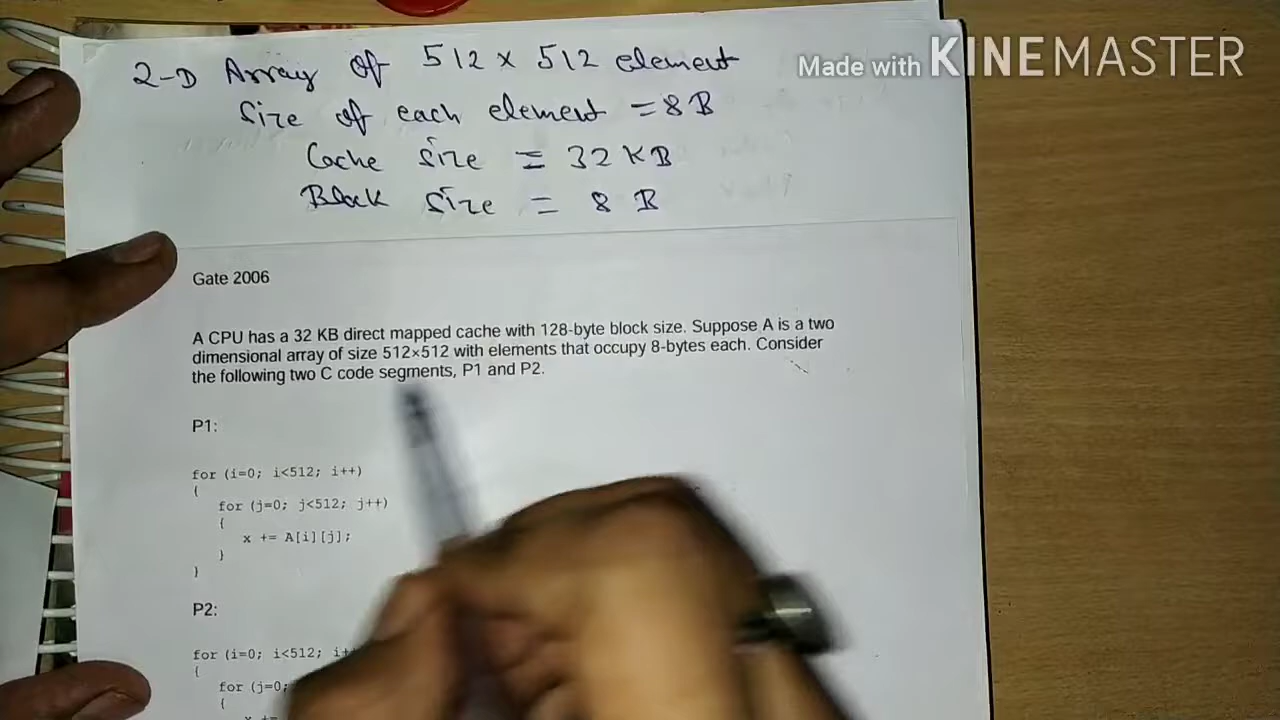 Made with KINEMASTER
2-D Array of 512 × 512 element
Size of each element = 8 B
Cache size = 32 KB
Block size = 8 B
Gate 2006
A CPU has a 32 KB direct mapped cache with 128-byte block size. Suppose A is a two
dimensional array of size 512×512 with elements that occupy 8-bytes each. Consider
the following two C code segments, P1 and P2.
P1:
for (i=0; i<512; i++)
{
for (j=0; j<512; j++)
{
x += A[i][j];
}
}
P2:
for (i=0; i<512;
{
for (j=0;
{
x +=